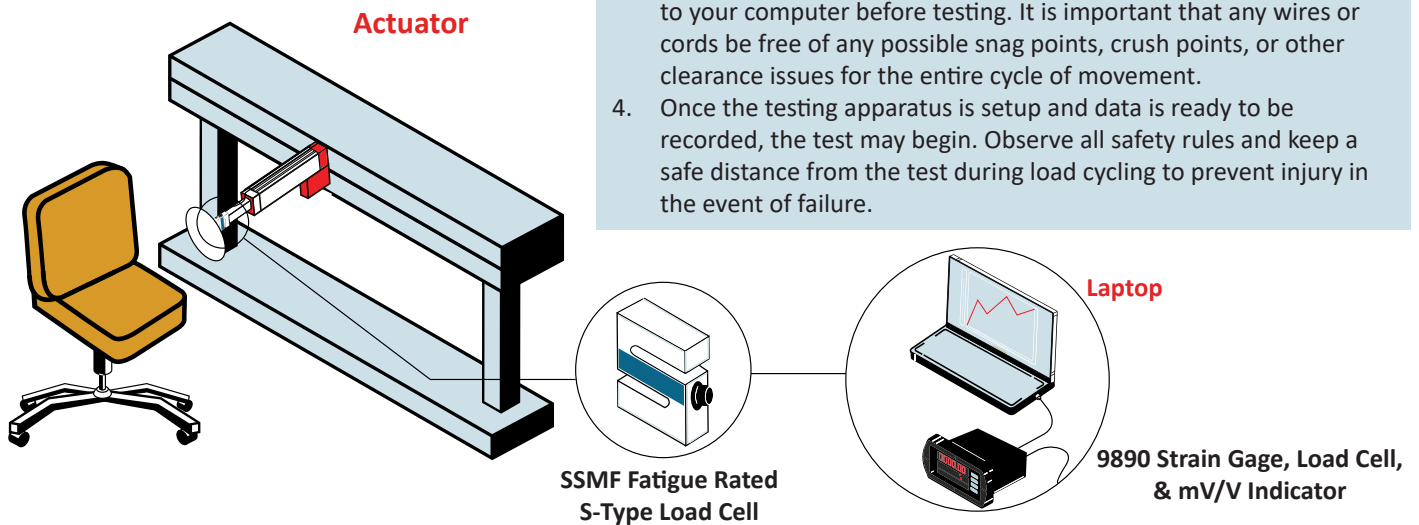 Actuator
to your computer before testing. It is important that any wires or
cords be free of any possible snag points, crush points, or other
clearance issues for the entire cycle of movement.
4. Once the testing apparatus is setup and data is ready to be
recorded, the test may begin. Observe all safety rules and keep a
safe distance from the test during load cycling to prevent injury in
the event of failure.
Laptop
SSMF Fatigue Rated
S-Type Load Cell
9890 Strain Gage, Load Cell,
& mV/V Indicator